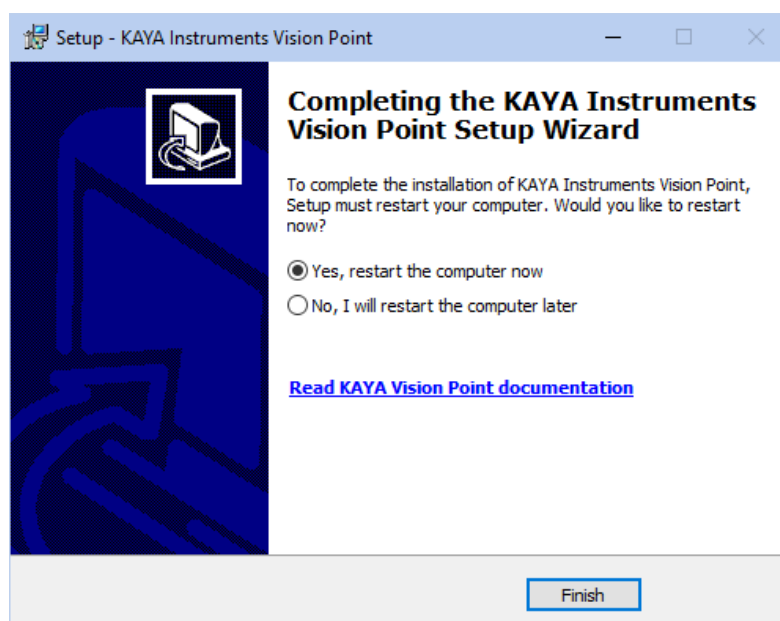 Setup - KAYA Instruments Vision Point
Completing the KAYA Instruments
Vision Point Setup Wizard
To complete the installation of KAYA Instruments Vision Point,
Setup must restart your computer. Would you like to restart
now?
Yes, restart the computer now
No, I will restart the computer later
Read KAYA Vision Point documentation
Finish